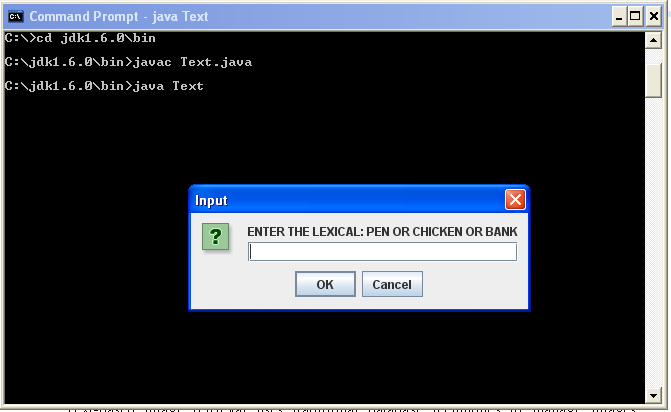 Command Prompt - java Text
C:\>cd jdk1.6.0\bin
C:\jdk1.6.0\bin>javac Text.java
C:\jdk1.6.0\bin>java Text
Input
ENTER THE LEXICAL: PEN OR CHICKEN OR BANK
OK
Cancel